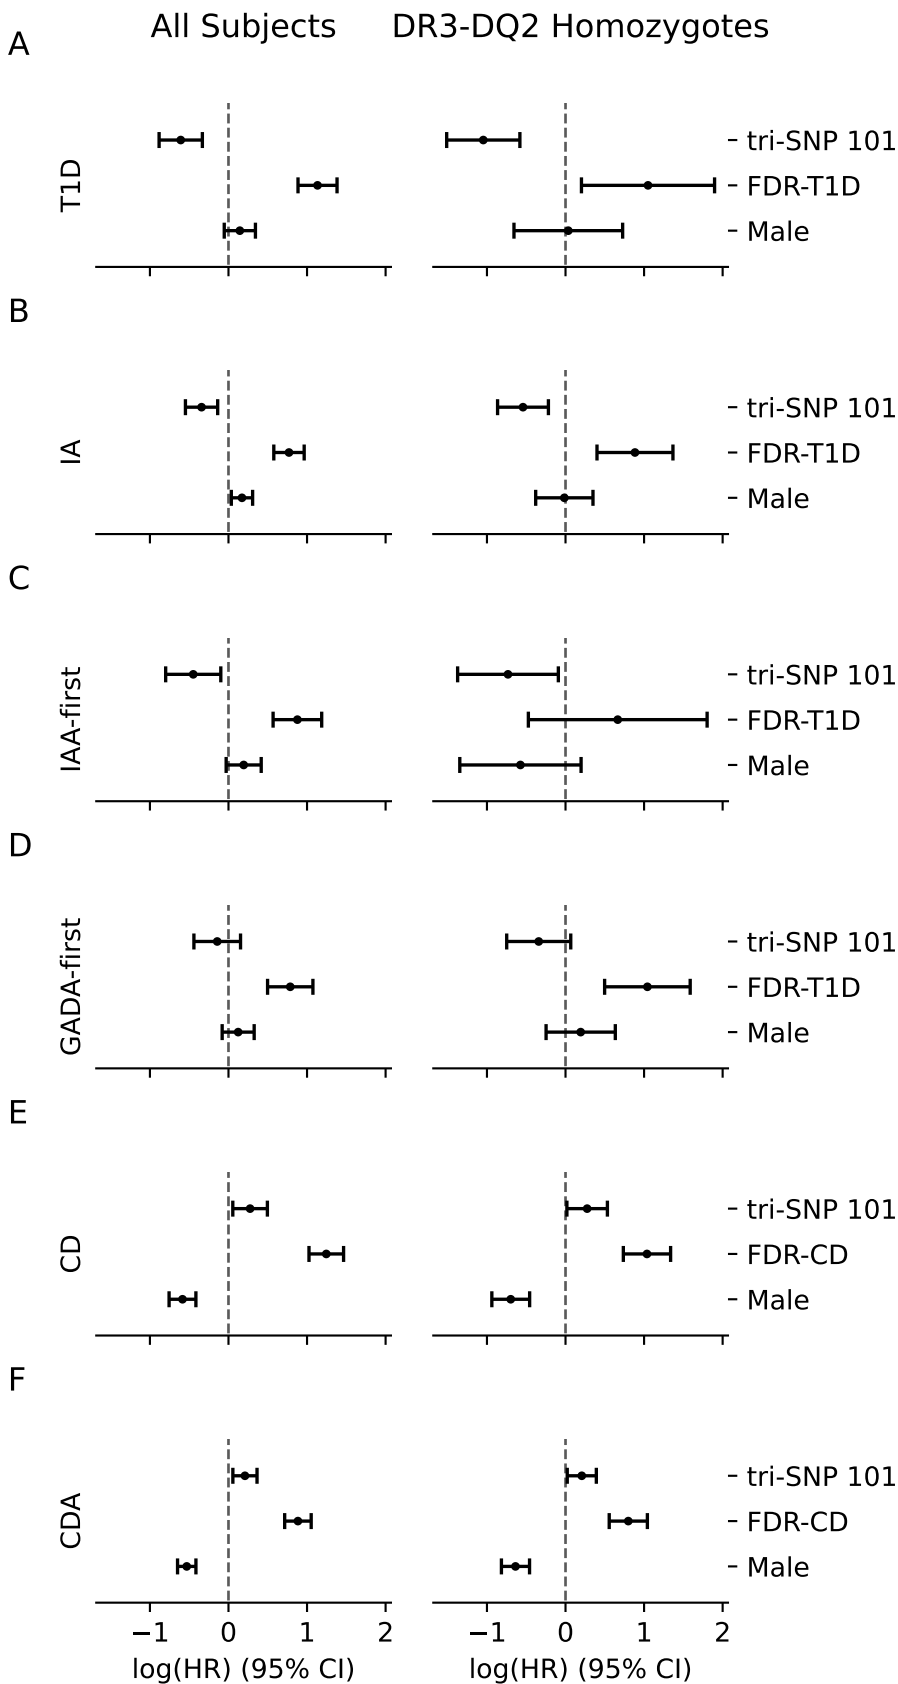 All Subjects DR3-DQ2 Homozygotes
A
T1D
tri-SNP 101
FDR-T1D
Male
B
IA
tri-SNP 101
FDR-T1D
Male
C
IAA-first
tri-SNP 101
FDR-T1D
Male
D
GADA-first
tri-SNP 101
FDR-T1D
Male
E
CD
tri-SNP 101
FDR-CD
Male
F
CDA
tri-SNP 101
FDR-CD
Male
−1 0 1 2 −1 0 1 2
log(HR) (95% CI) log(HR) (95% CI)